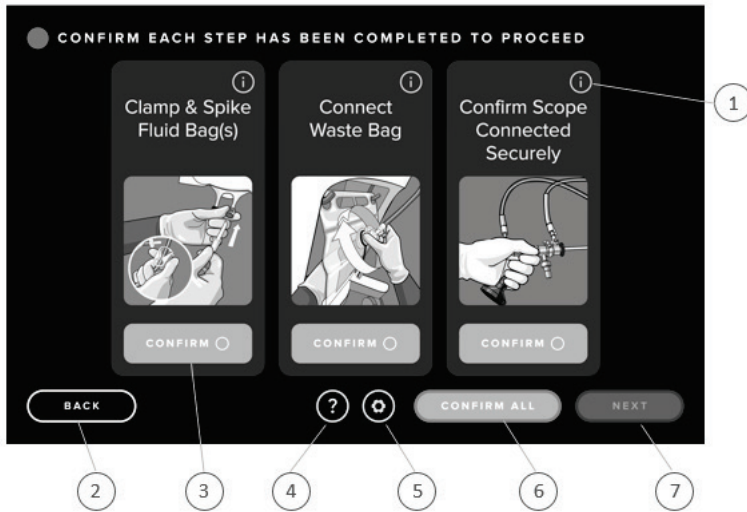 CONFIRM EACH STEP HAS BEEN COMPLETED TO PROCEED
i
Clamp & Spike
Fluid Bag(s)
CONFIRM
i
Connect
Waste Bag
CONFIRM
i
Confirm Scope
Connected
Securely
CONFIRM
1
BACK
?
CONFIRM ALL
NEXT
2
3
4
5
6
7